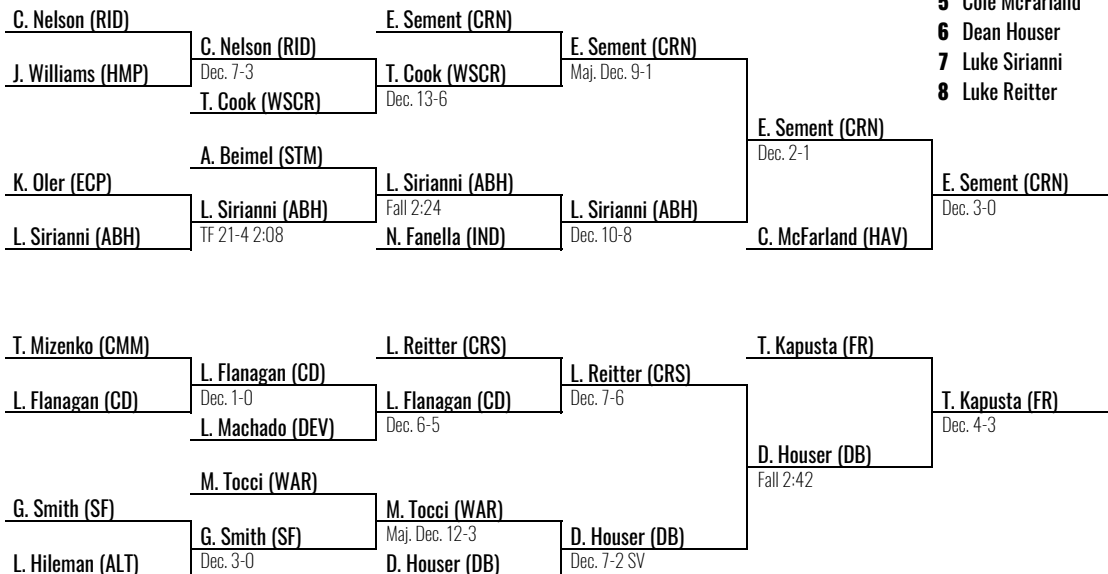 5 Cole McFarland
6 Dean Houser
7 Luke Sirianni
8 Luke Reitter
C. Nelson (RID)
J. Williams (HMP)
K. Oler (ECP)
L. Sirianni (ABH)
C. Nelson (RID)
Dec. 7-3
T. Cook (WSCR)
A. Beimel (STM)
L. Sirianni (ABH)
TF 21-4 2:08
E. Sement (CRN)
T. Cook (WSCR)
Dec. 13-6
L. Sirianni (ABH)
Fall 2:24
N. Fanella (IND)
E. Sement (CRN)
Maj. Dec. 9-1
L. Sirianni (ABH)
Dec. 10-8
E. Sement (CRN)
Dec. 2-1
C. McFarland (HAV)
E. Sement (CRN)
Dec. 3-0
T. Mizenko (CMM)
L. Flanagan (CD)
G. Smith (SF)
L. Hileman (ALT)
L. Flanagan (CD)
Dec. 1-0
L. Machado (DEV)
M. Tocci (WAR)
G. Smith (SF)
Dec. 3-0
L. Reitter (CRS)
L. Flanagan (CD)
Dec. 6-5
M. Tocci (WAR)
Maj. Dec. 12-3
D. Houser (DB)
L. Reitter (CRS)
Dec. 7-6
D. Houser (DB)
Dec. 7-2 SV
T. Kapusta (FR)
D. Houser (DB)
Fall 2:42
T. Kapusta (FR)
Dec. 4-3